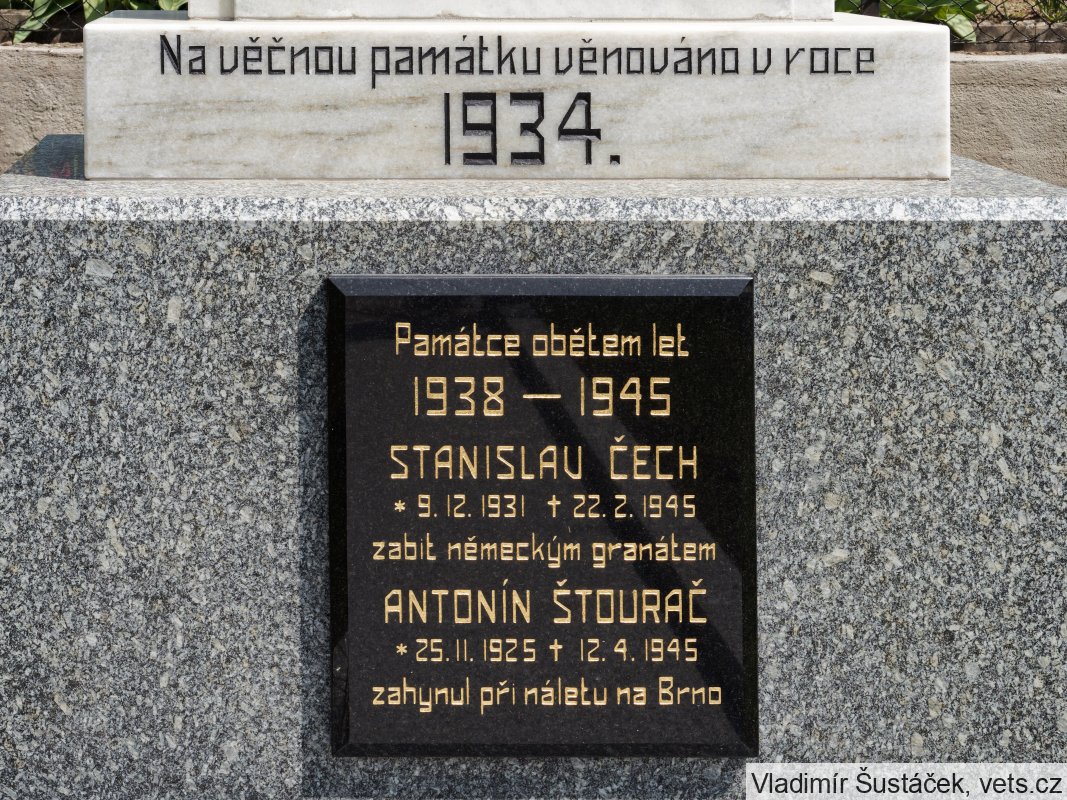 Na věčnou památku věnováno v roce
1934.
Památce obětem let
1938 — 1945
STANISLAV ČECH
* 9. 12. 1931 ✝ 22. 2. 1945
zabit německým granátem
ANTONÍN ŠTOURAČ
* 25. 11. 1925 ✝ 12. 4. 1945
zahynul při náletu na Brno
Vladimír Šustáček, vets.cz